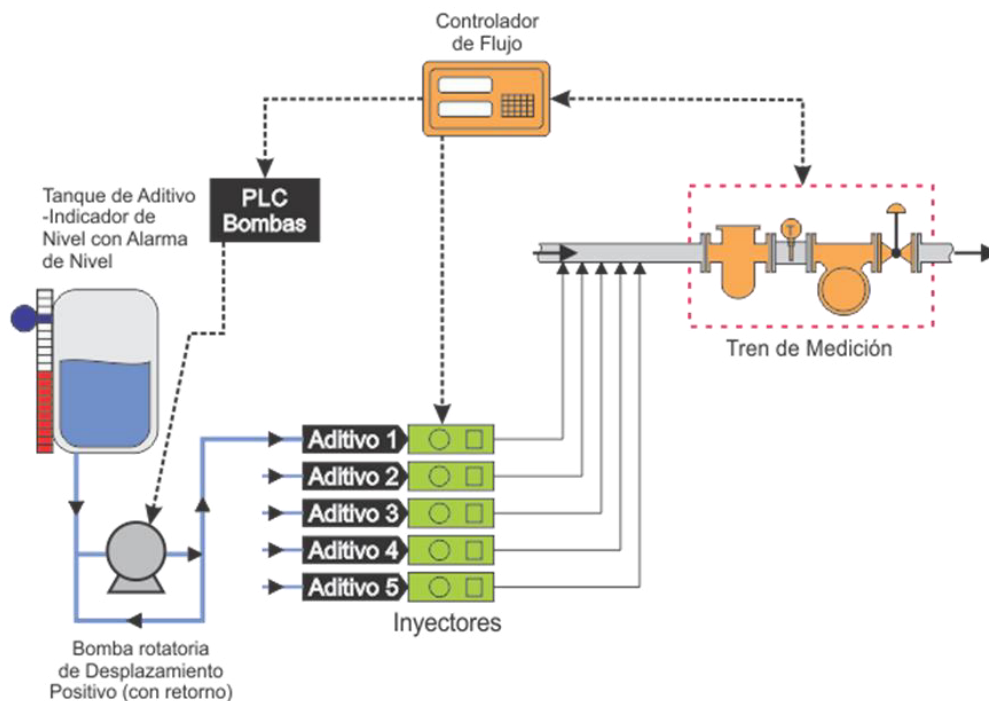 Controlador
de Flujo
PLC
Bombas
Tanque de Aditivo
-Indicador de
Nivel con Alarma
de Nivel
T
Tren de Medición
Aditivo 1
Aditivo 2
Aditivo 3
Aditivo 4
Aditivo 5
Inyectores
Bomba rotatoria
de Desplazamiento
Positivo (con retorno)